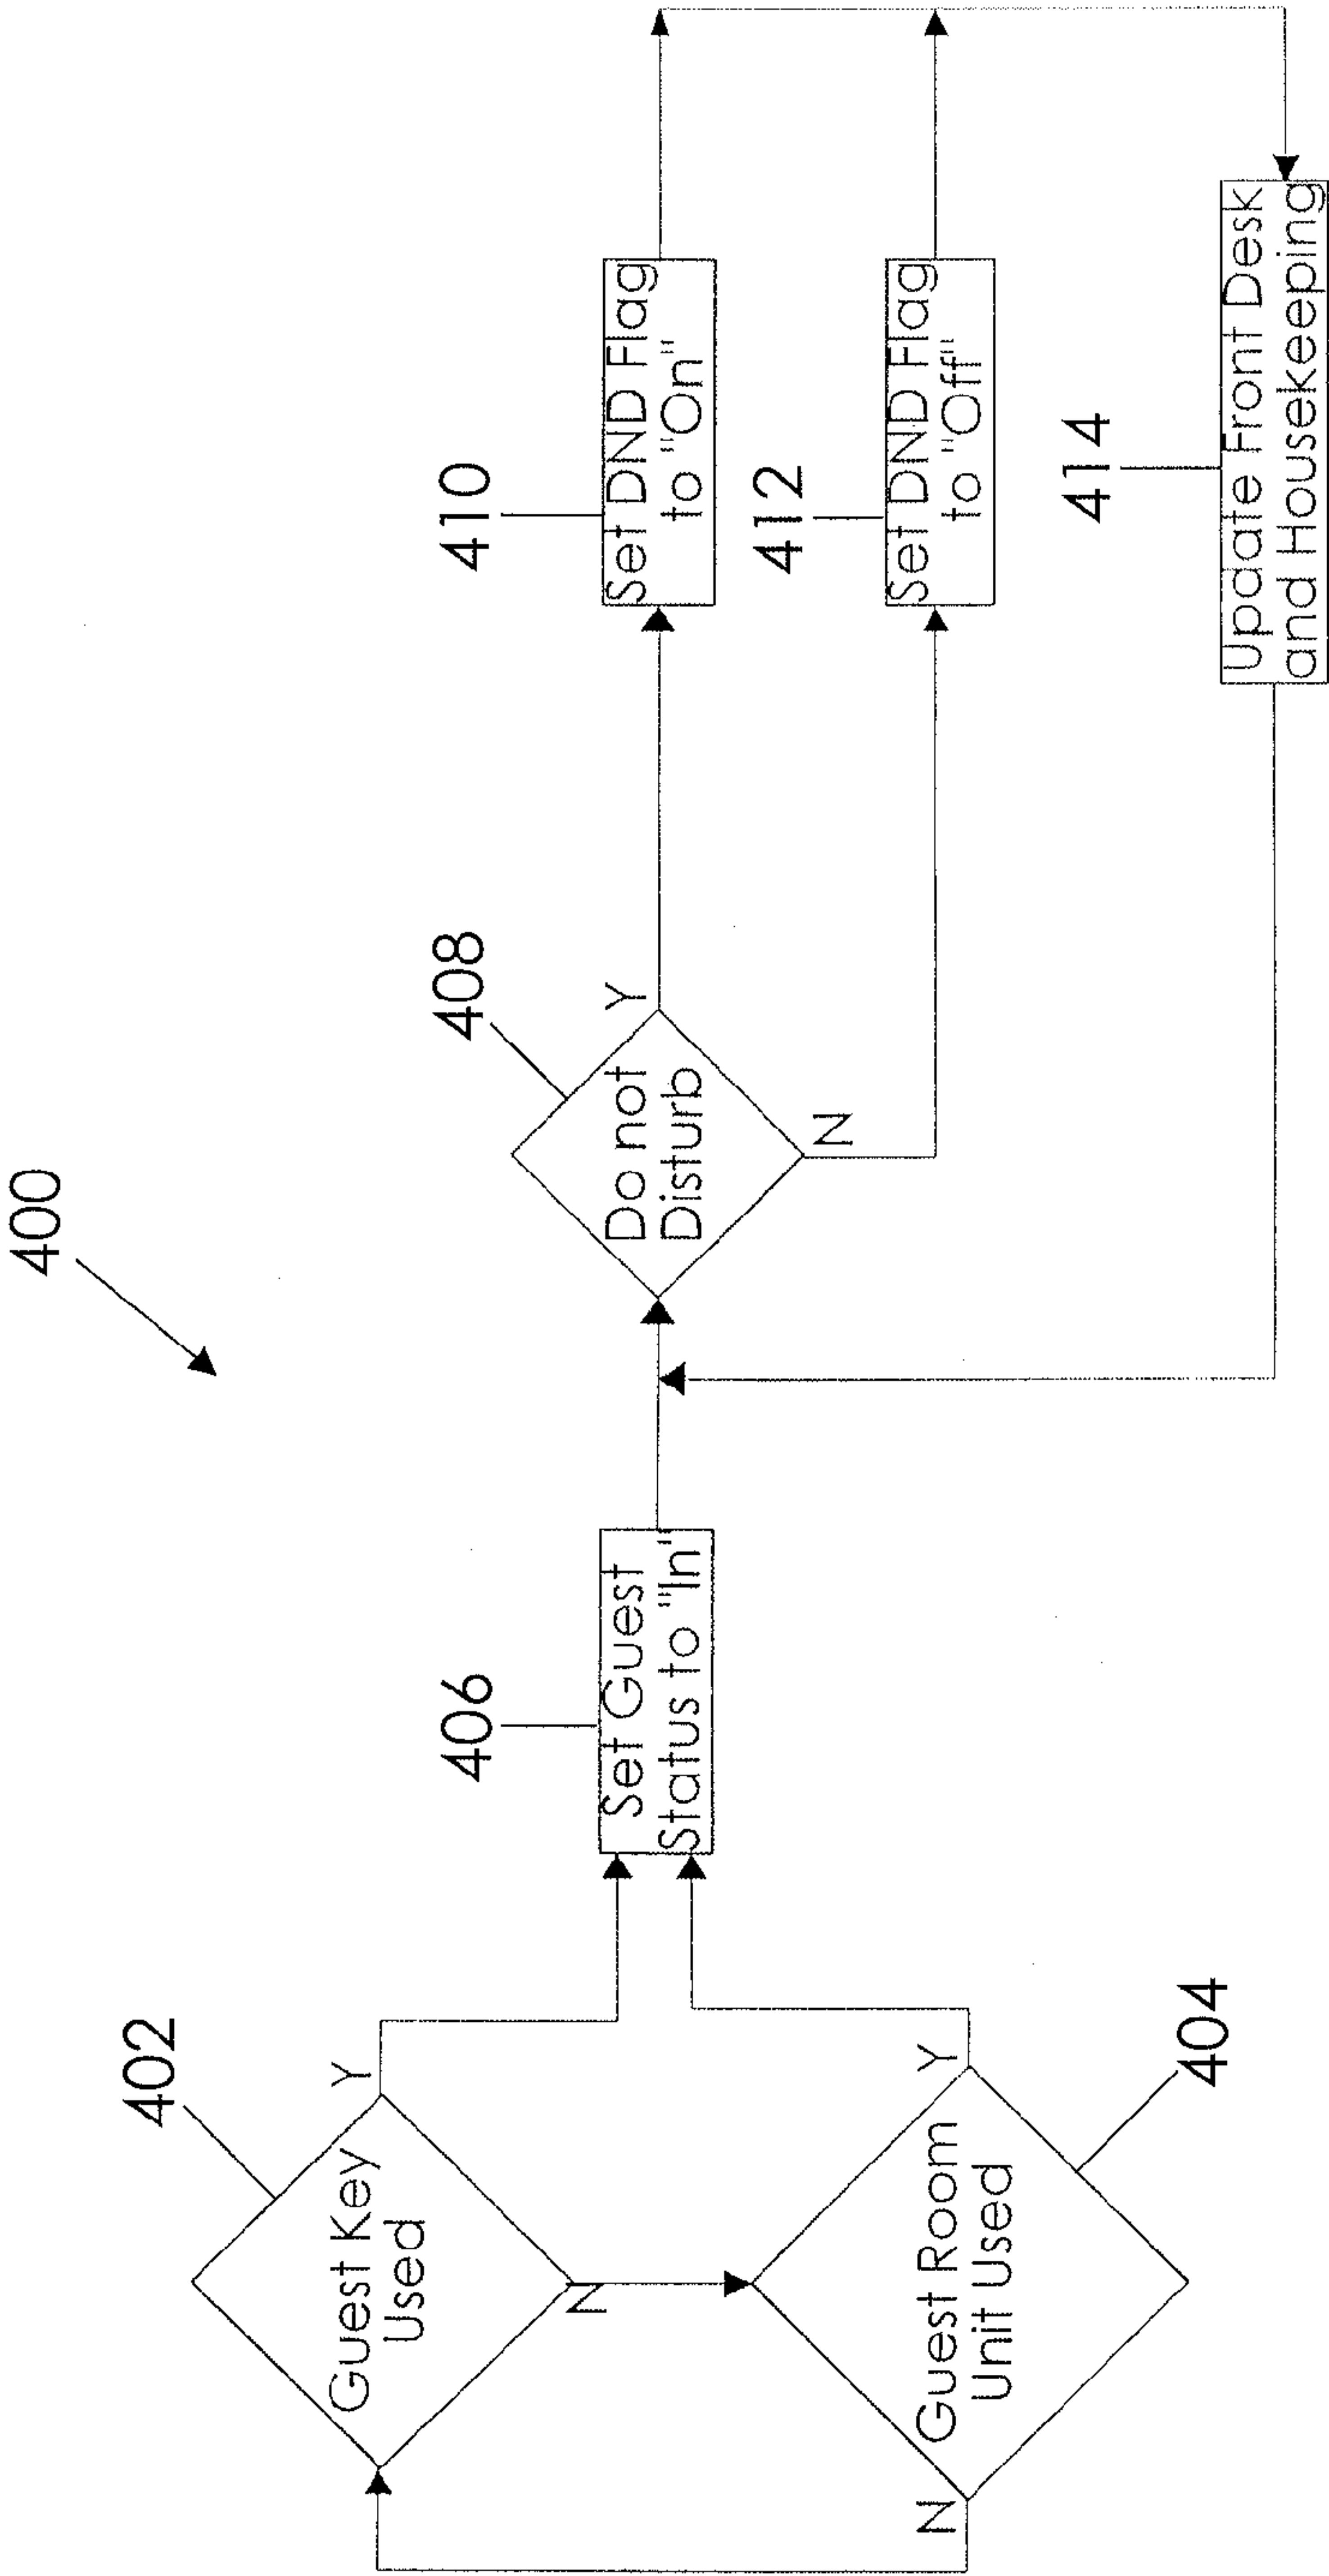 400
402
Guest Key
Used
Y
N
404
Guest Room
Unit Used
Y
N
406
Set Guest
Status to "In"
408
Do not
Disturb
Y
N
410
Set DND Flag
to "On"
412
Set DND Flag
to "Off"
414
Update Front Desk
and Housekeeping